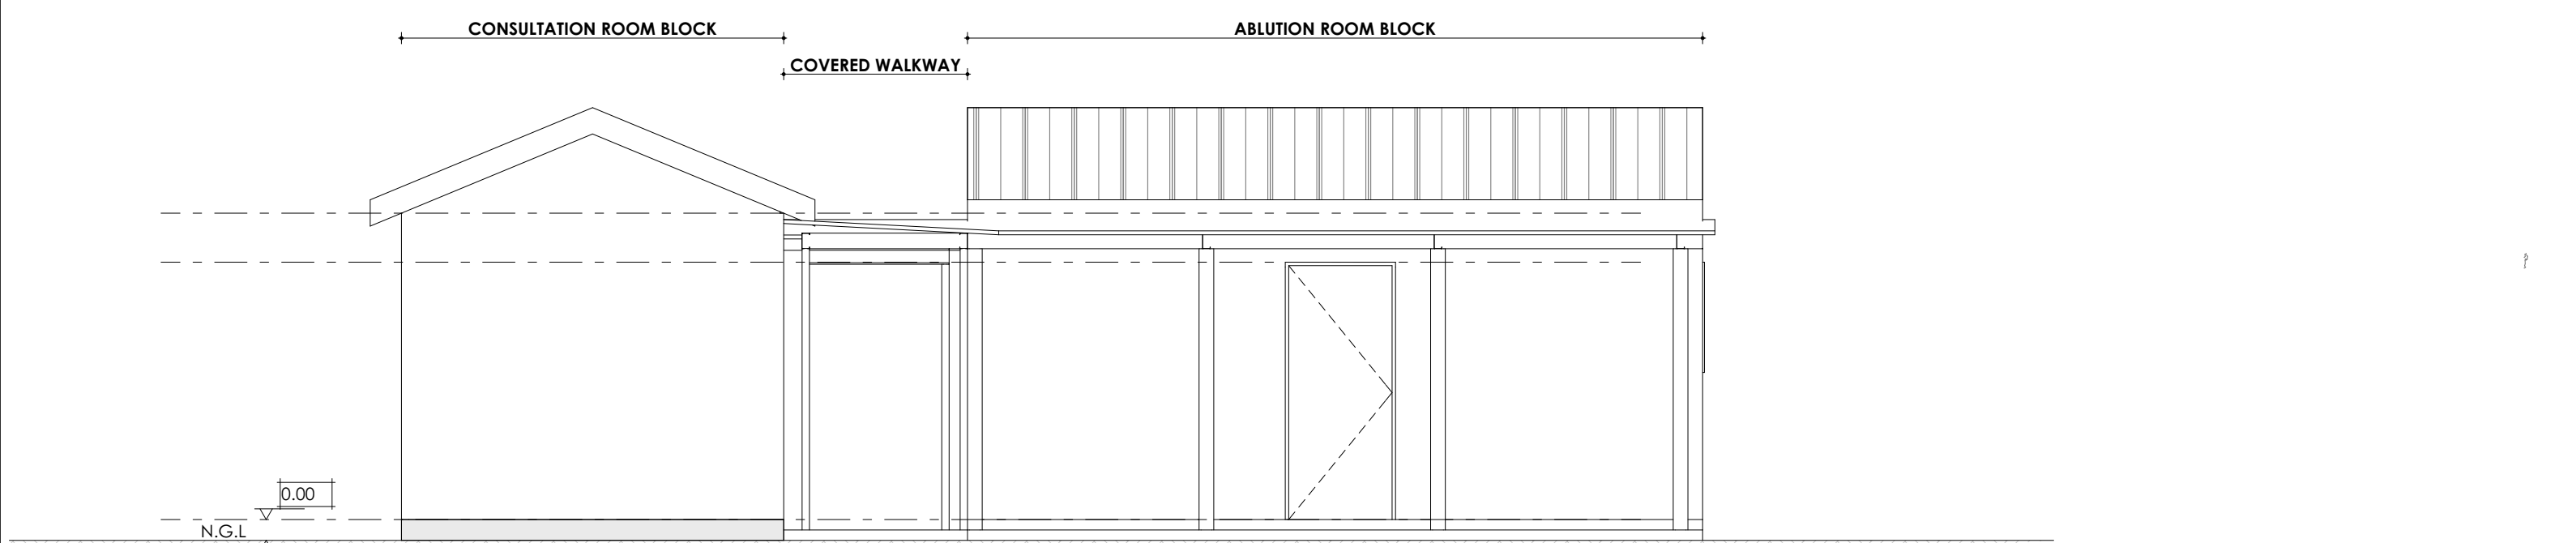 CONSULTATION ROOM BLOCK
ABLUTION ROOM BLOCK
COVERED WALKWAY
0.00
N.G.L